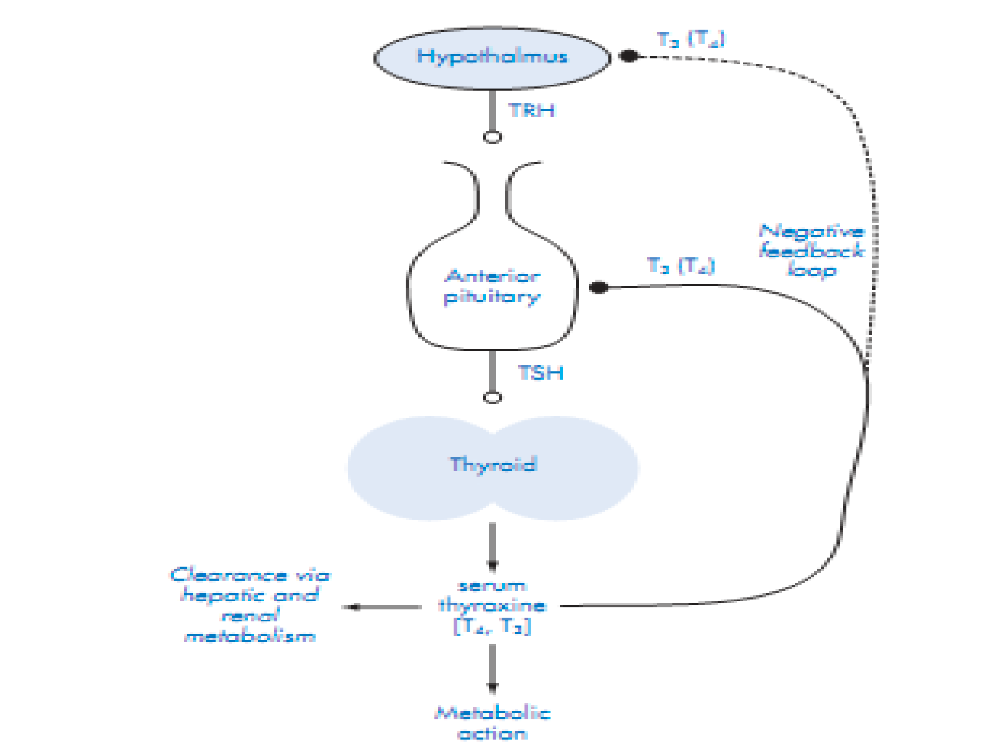 Hypothalmus
T₃ (T₄)
TRH
Negative
feedback
loop
T₃ (T₄)
Anterior
pituitary
TSH
Thyroid
Clearance via
hepatic and
renal
metabolism
serum
thyroxine
[T₄, T₃]
Metabolic
action